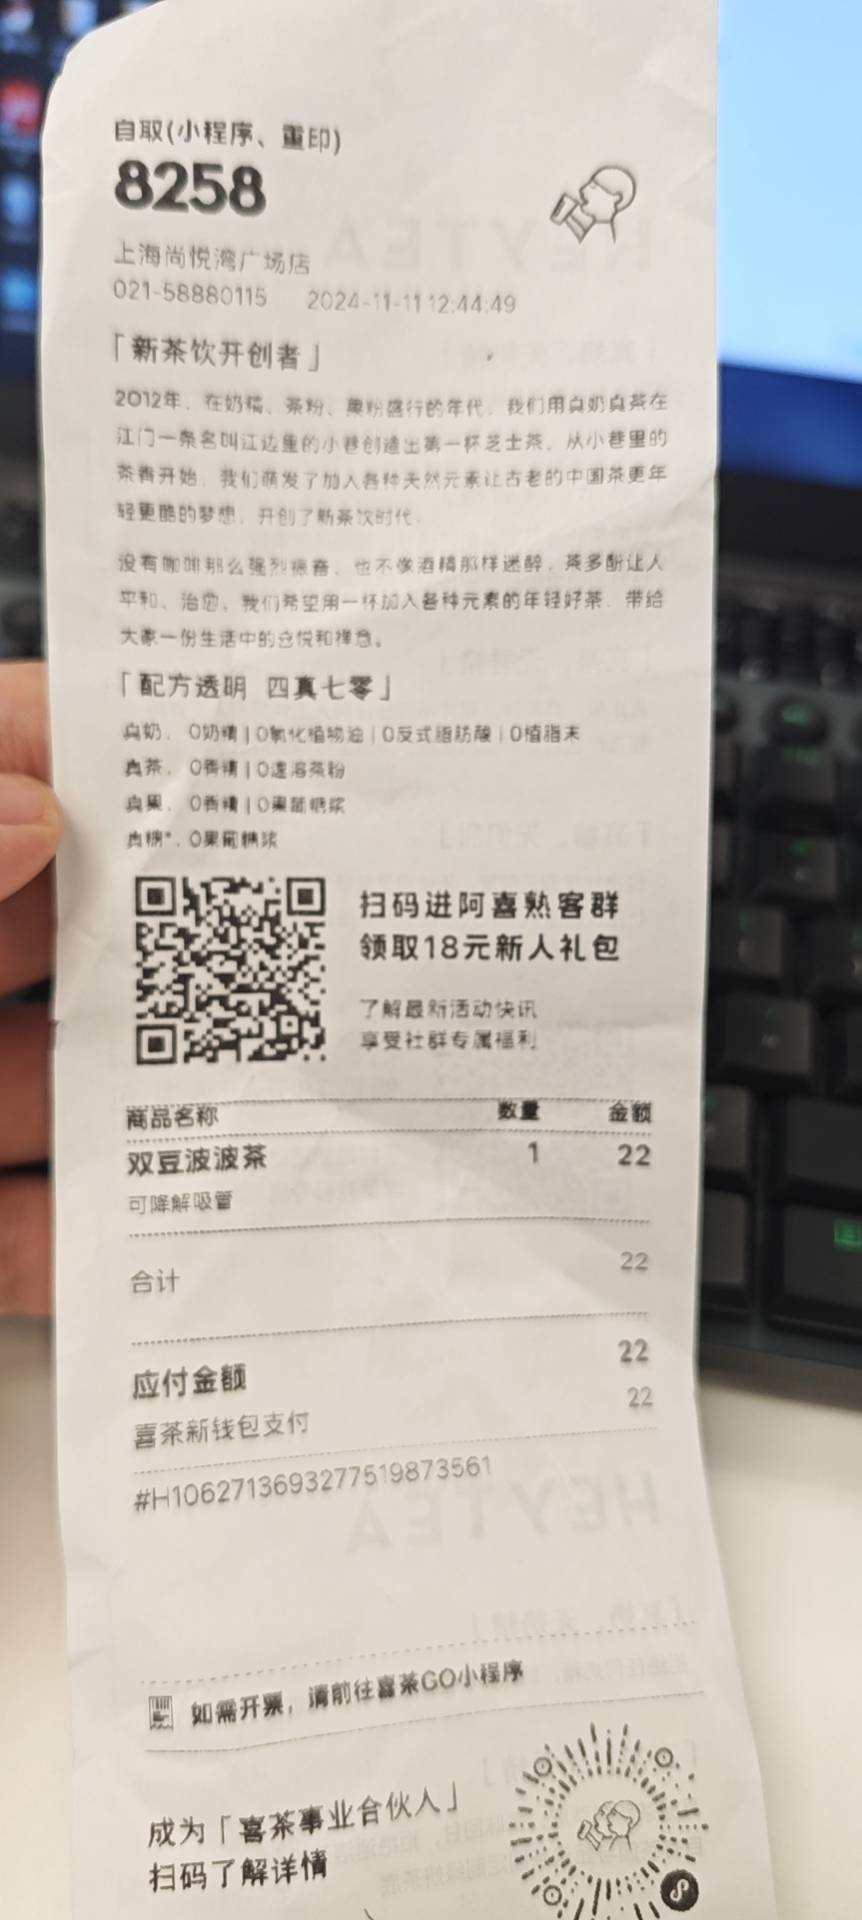 自取(小程序、重印)
8258
上海尚悦湾广场店
021-58880115 2024-11-11 12:44:49
「新茶饮开创者」
2012年,在奶精、茶粉、果粉盛行的年代,我们用真奶真茶在
江门一条名叫江边里的小巷创造出第一杯芝士茶。从小巷里的
茶香开始,我们萌发了加入各种天然元素让古老的中国茶更年
轻更酷的梦想,开创了新茶饮时代。
没有咖啡那么强烈振奋,也不像酒精那样迷醉,茶多酚让人
平和、治愈。我们希望用一杯加入各种元素的年轻好茶,带给
大家一份生活中的喜悦和禅意。
「配方透明 四真七零」
真奶, 0奶精|0氢化植物油|0反式脂肪酸|0植脂末
真茶, 0香精|0速溶茶粉
真果, 0香精|0果葡糖浆
真糖*, 0果葡糖浆
扫码进阿喜熟客群
领取18元新人礼包
了解最新活动快讯
享受社群专属福利
商品名称 数量 金额
双豆波波茶 1 22
可降解吸管
合计 22
应付金额 22
喜茶新钱包支付 22
#H1062713693277519873561
如需开票,请前往喜茶GO小程序
成为「喜茶事业合伙人」
扫码了解详情